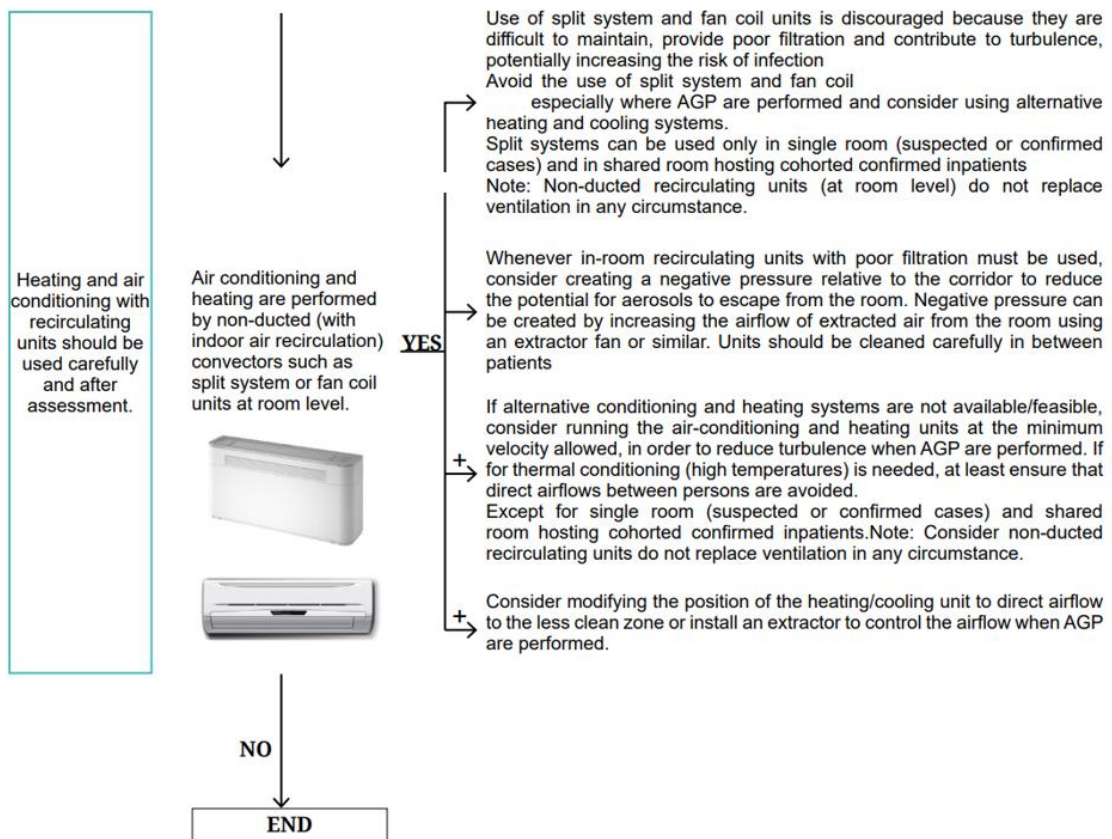 Heating and air
conditioning with
recirculating
units should be
used carefully
and after
assessment.
Air conditioning and
heating are performed
by non-ducted (with
indoor air recirculation)
convectors such as
split system or fan coil
units at room level.
YES
Use of split system and fan coil units is discouraged because they are
difficult to maintain, provide poor filtration and contribute to turbulence,
potentially increasing the risk of infection
Avoid the use of split system and fan coil
especially where AGP are performed and consider using alternative
heating and cooling systems.
Split systems can be used only in single room (suspected or confirmed
cases) and in shared room hosting cohorted confirmed inpatients
Note: Non-ducted recirculating units (at room level) do not replace
ventilation in any circumstance.
Whenever in-room recirculating units with poor filtration must be used,
consider creating a negative pressure relative to the corridor to reduce
the potential for aerosols to escape from the room. Negative pressure can
be created by increasing the airflow of extracted air from the room using
an extractor fan or similar. Units should be cleaned carefully in between
patients
+
If alternative conditioning and heating systems are not available/feasible,
consider running the air-conditioning and heating units at the minimum
velocity allowed, in order to reduce turbulence when AGP are performed. If
for thermal conditioning (high temperatures) is needed, at least ensure that
direct airflows between persons are avoided.
Except for single room (suspected or confirmed cases) and shared
room hosting cohorted confirmed inpatients.Note: Consider non-ducted
recirculating units do not replace ventilation in any circumstance.
+
Consider modifying the position of the heating/cooling unit to direct airflow
to the less clean zone or install an extractor to control the airflow when AGP
are performed.
NO
END